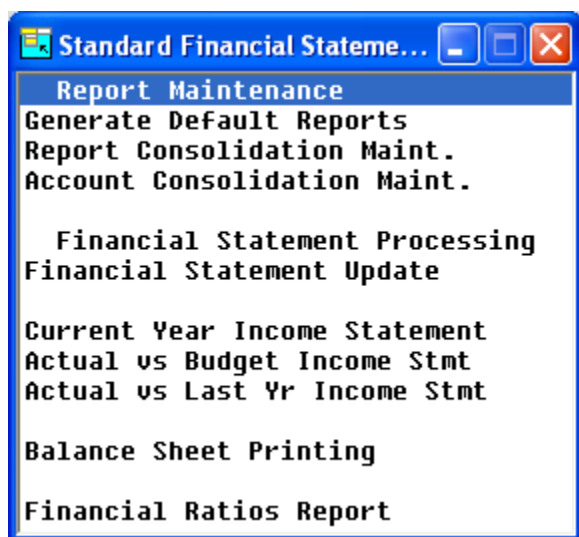 Standard Financial Stateme...
Report Maintenance
Generate Default Reports
Report Consolidation Maint.
Account Consolidation Maint.
Financial Statement Processing
Financial Statement Update
Current Year Income Statement
Actual vs Budget Income Stmt
Actual vs Last Yr Income Stmt
Balance Sheet Printing
Financial Ratios Report